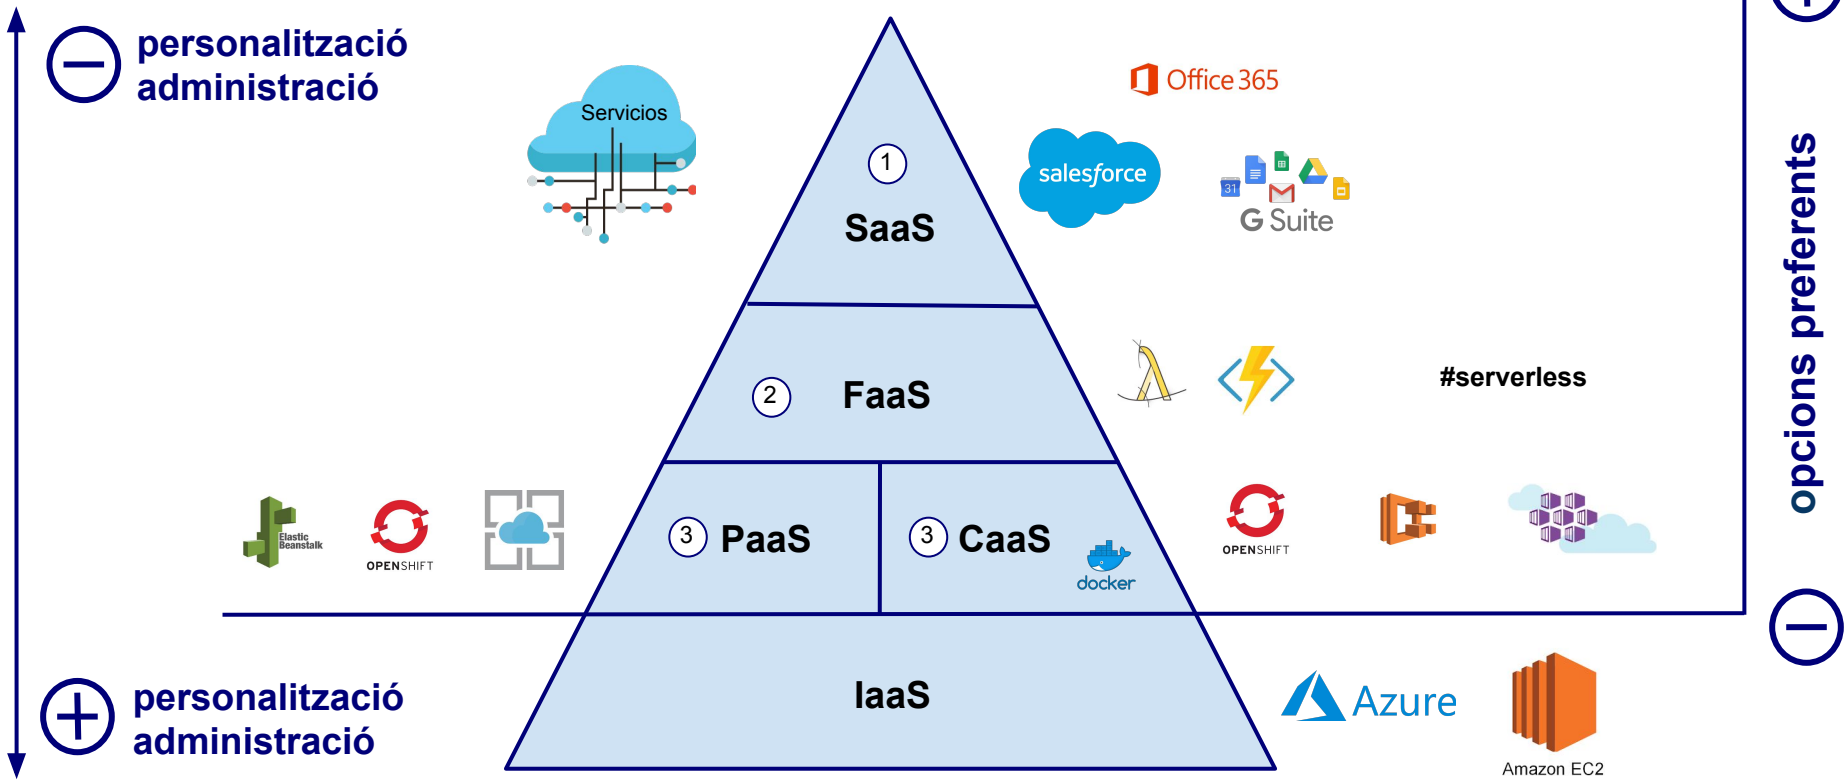 personalització
administració
Servicios
Office 365
1
salesforce
31
G Suite
SaaS
opcions preferents
2
FaaS
#serverless
Elastic
Beanstalk
OPENSHIFT
3
PaaS
3
CaaS
docker
OPENSHIFT
personalització
administració
IaaS
Azure
Amazon EC2